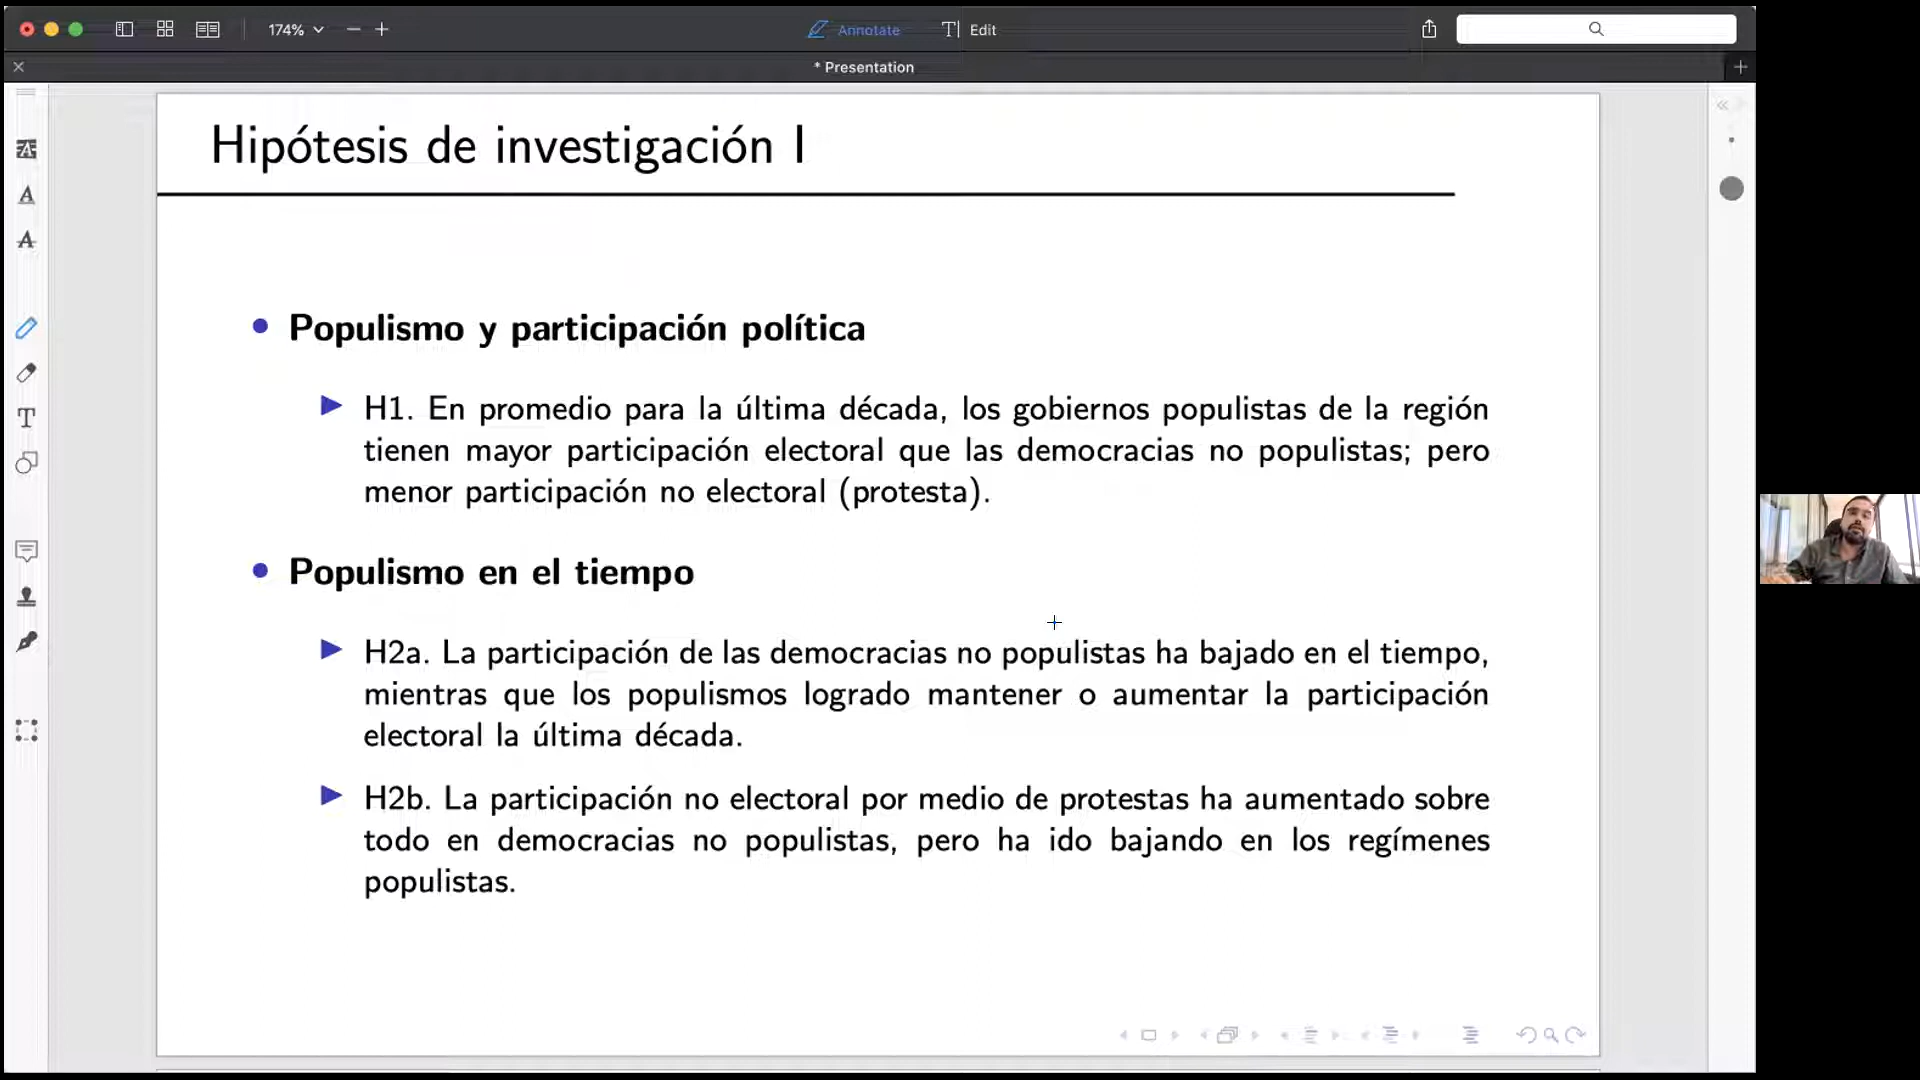 174%
Annotate
Edit
* Presentation
Hipótesis de investigación I
Populismo y participación política
H1. En promedio para la última década, los gobiernos populistas de la región
tienen mayor participación electoral que las democracias no populistas; pero
menor participación no electoral (protesta).
Populismo en el tiempo
H2a. La participación de las democracias no populistas ha bajado en el tiempo,
mientras que los populismos logrado mantener o aumentar la participación
electoral la última década.
H2b. La participación no electoral por medio de protestas ha aumentado sobre
todo en democracias no populistas, pero ha ido bajando en los regímenes
populistas.